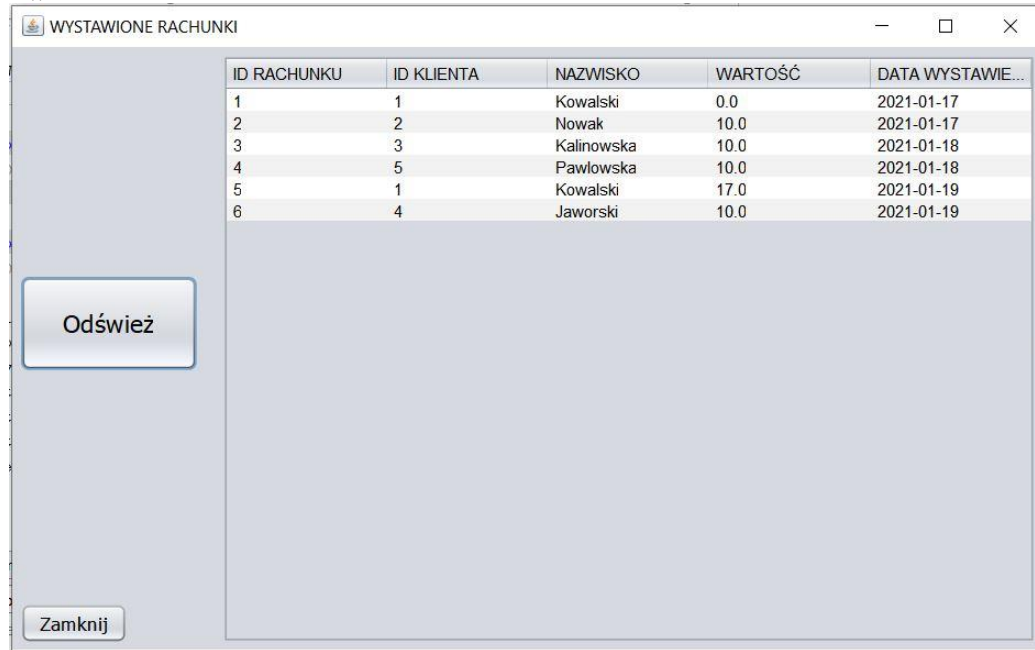 WYSTAWIONE RACHUNKI
ID RACHUNKU ID KLIENTA NAZWISKO WARTOŚĆ DATA WYSTAWIE...
1 1 Kowalski 0.0 2021-01-17
2 2 Nowak 10.0 2021-01-17
3 3 Kalinowska 10.0 2021-01-18
4 5 Pawlowska 10.0 2021-01-18
5 1 Kowalski 17.0 2021-01-19
6 4 Jaworski 10.0 2021-01-19
Odśwież
Zamknij